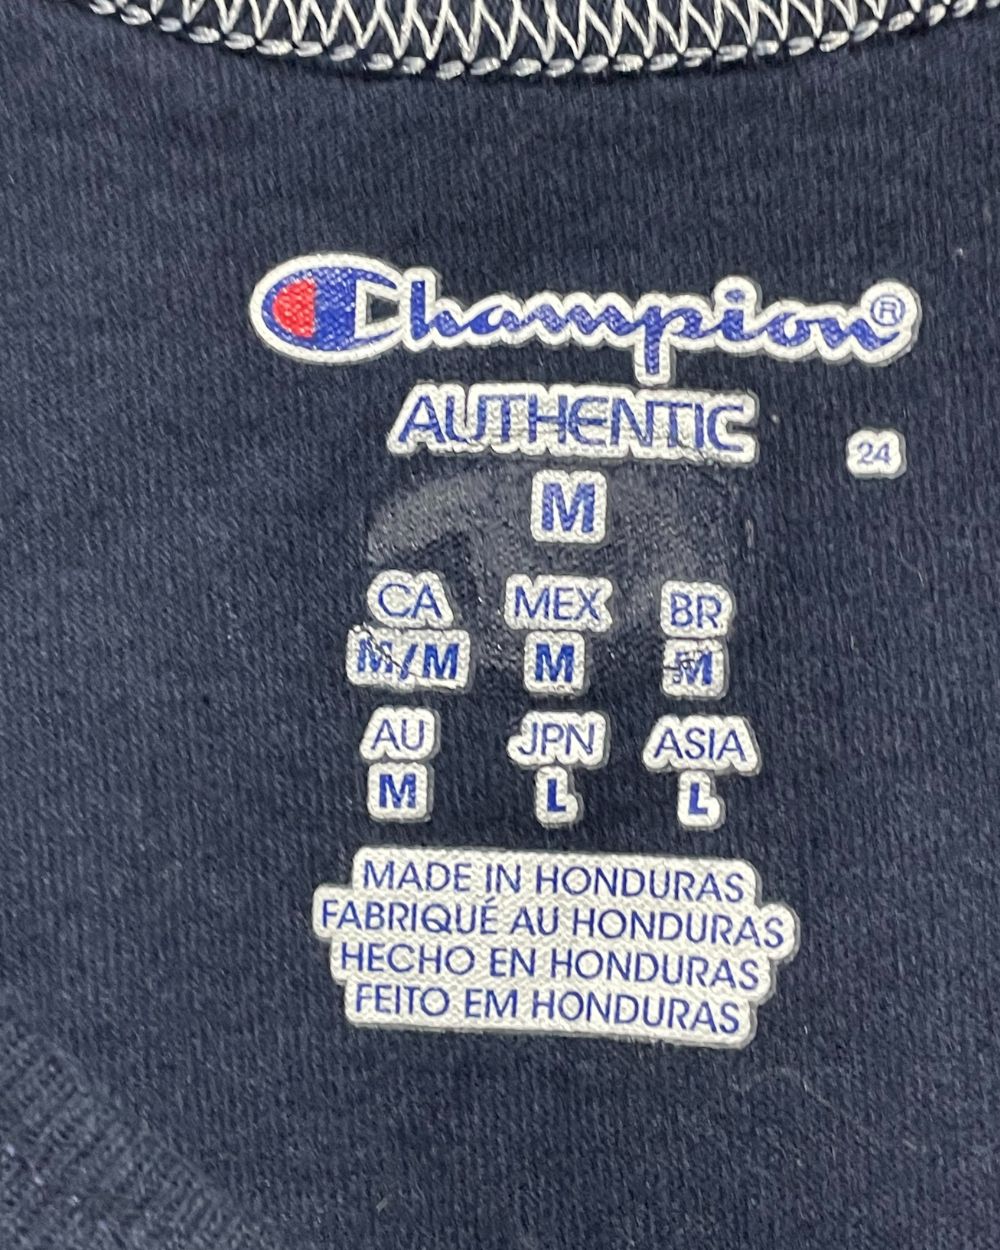 Champion®
AUTHENTIC
24
M
CA MEX BR
M/M M M
AU JPN ASIA
M L L
MADE IN HONDURAS
FABRIQUÉ AU HONDURAS
HECHO EN HONDURAS
FEITO EM HONDURAS